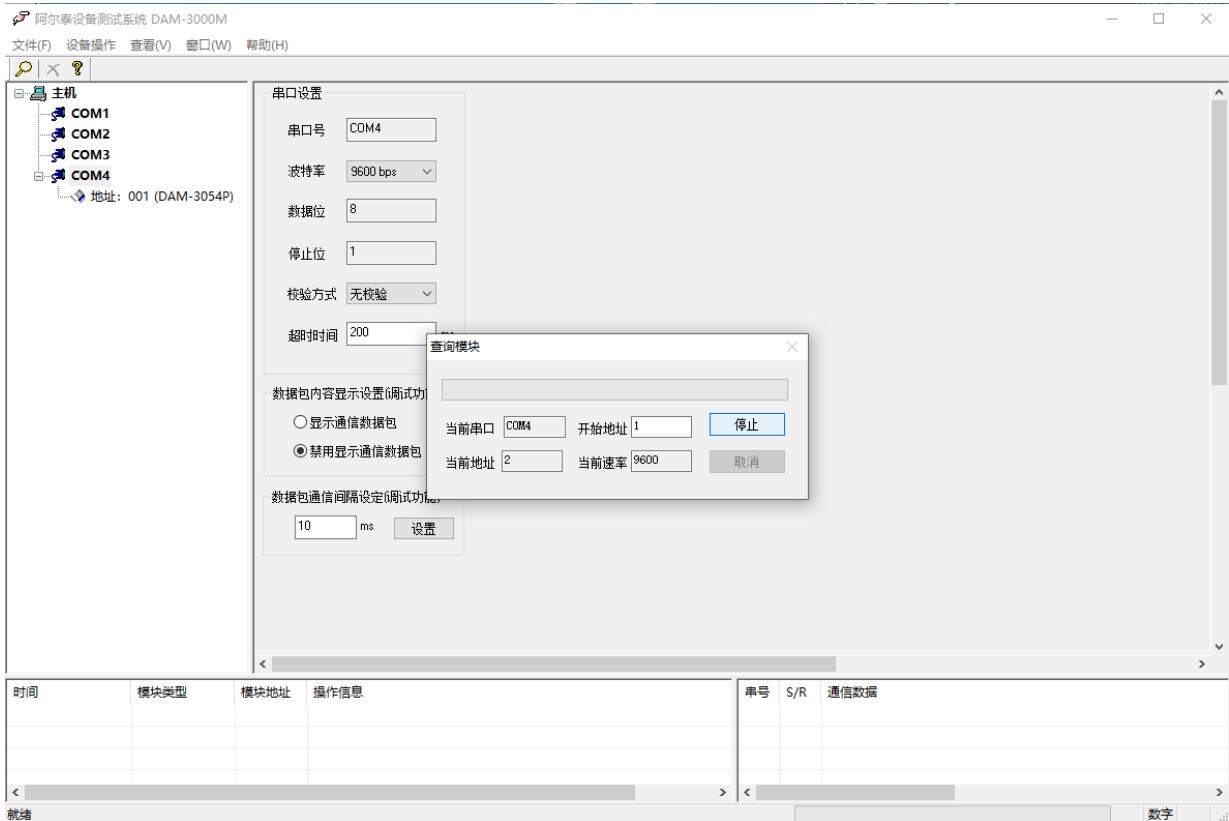 阿尔泰设备测试系统 DAM-3000M
文件(F) 设备操作 查看(V) 窗口(W) 帮助(H)
主机
COM1
COM2
COM3
COM4
地址：001 (DAM-3054P)
串口设置
串口号 COM4
波特率 9600 bps
数据位 8
停止位 1
校验方式 无校验
超时时间 200
数据包内容显示设置(调试功
显示通信数据包
禁用显示通信数据包
数据包通信间隔设定(调试功能)
10 ms 设置
查询模块
当前串口 COM4 开始地址 1 停止
当前地址 2 当前速率 9600 取消
时间 模块类型 模块地址 操作信息
串号 S/R 通信数据
就绪 数字